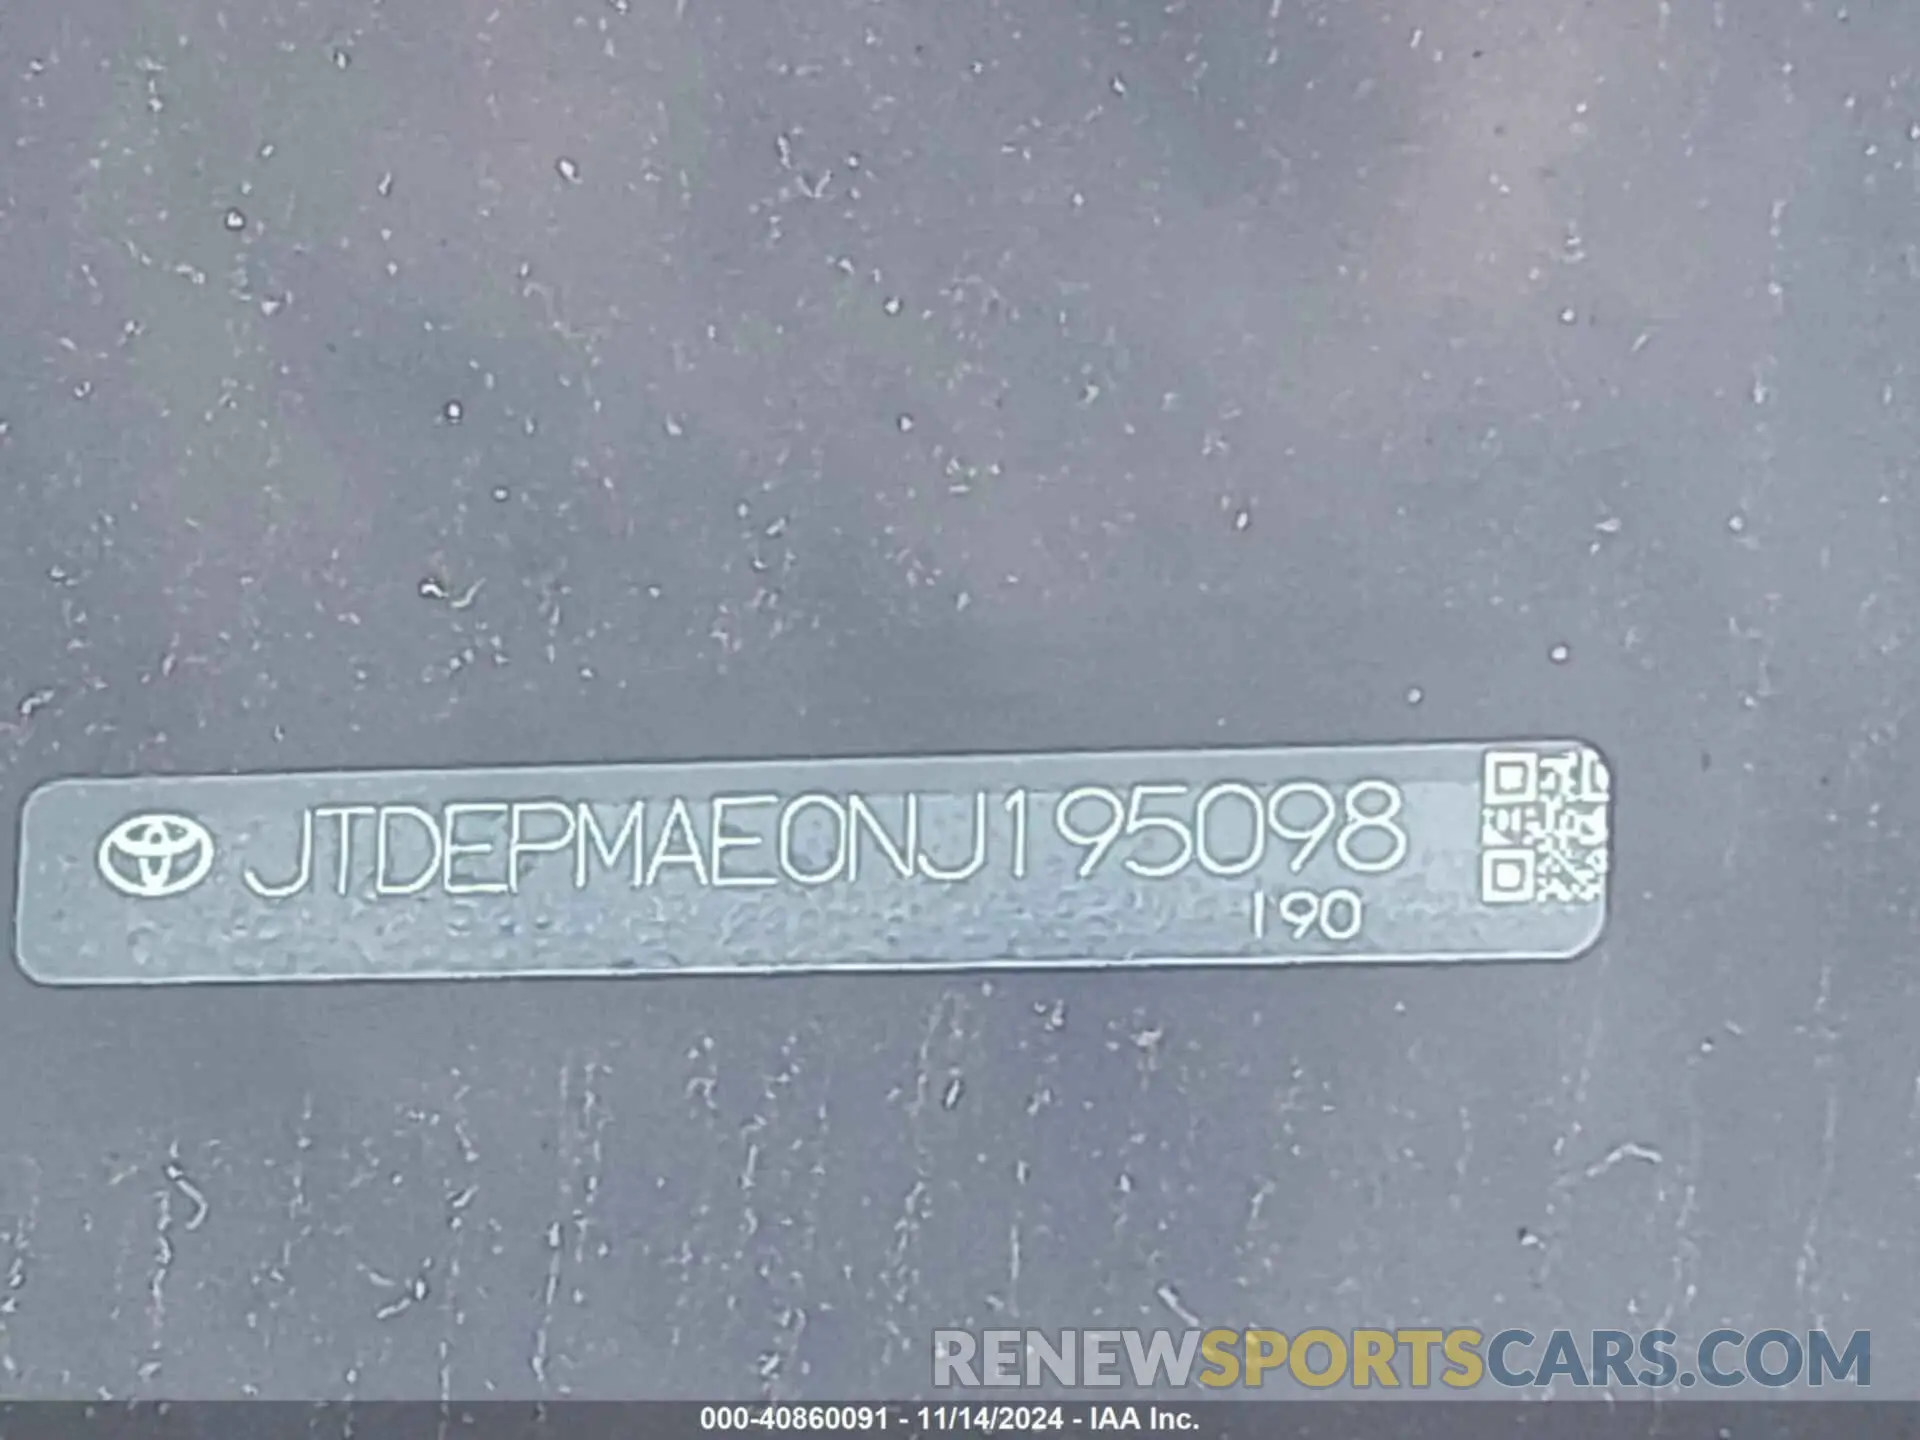 JTDEPMAE0NJ195098
190
RENEWSPORTSCARS.COM
000-40860091 - 11/14/2024 - IAA Inc.